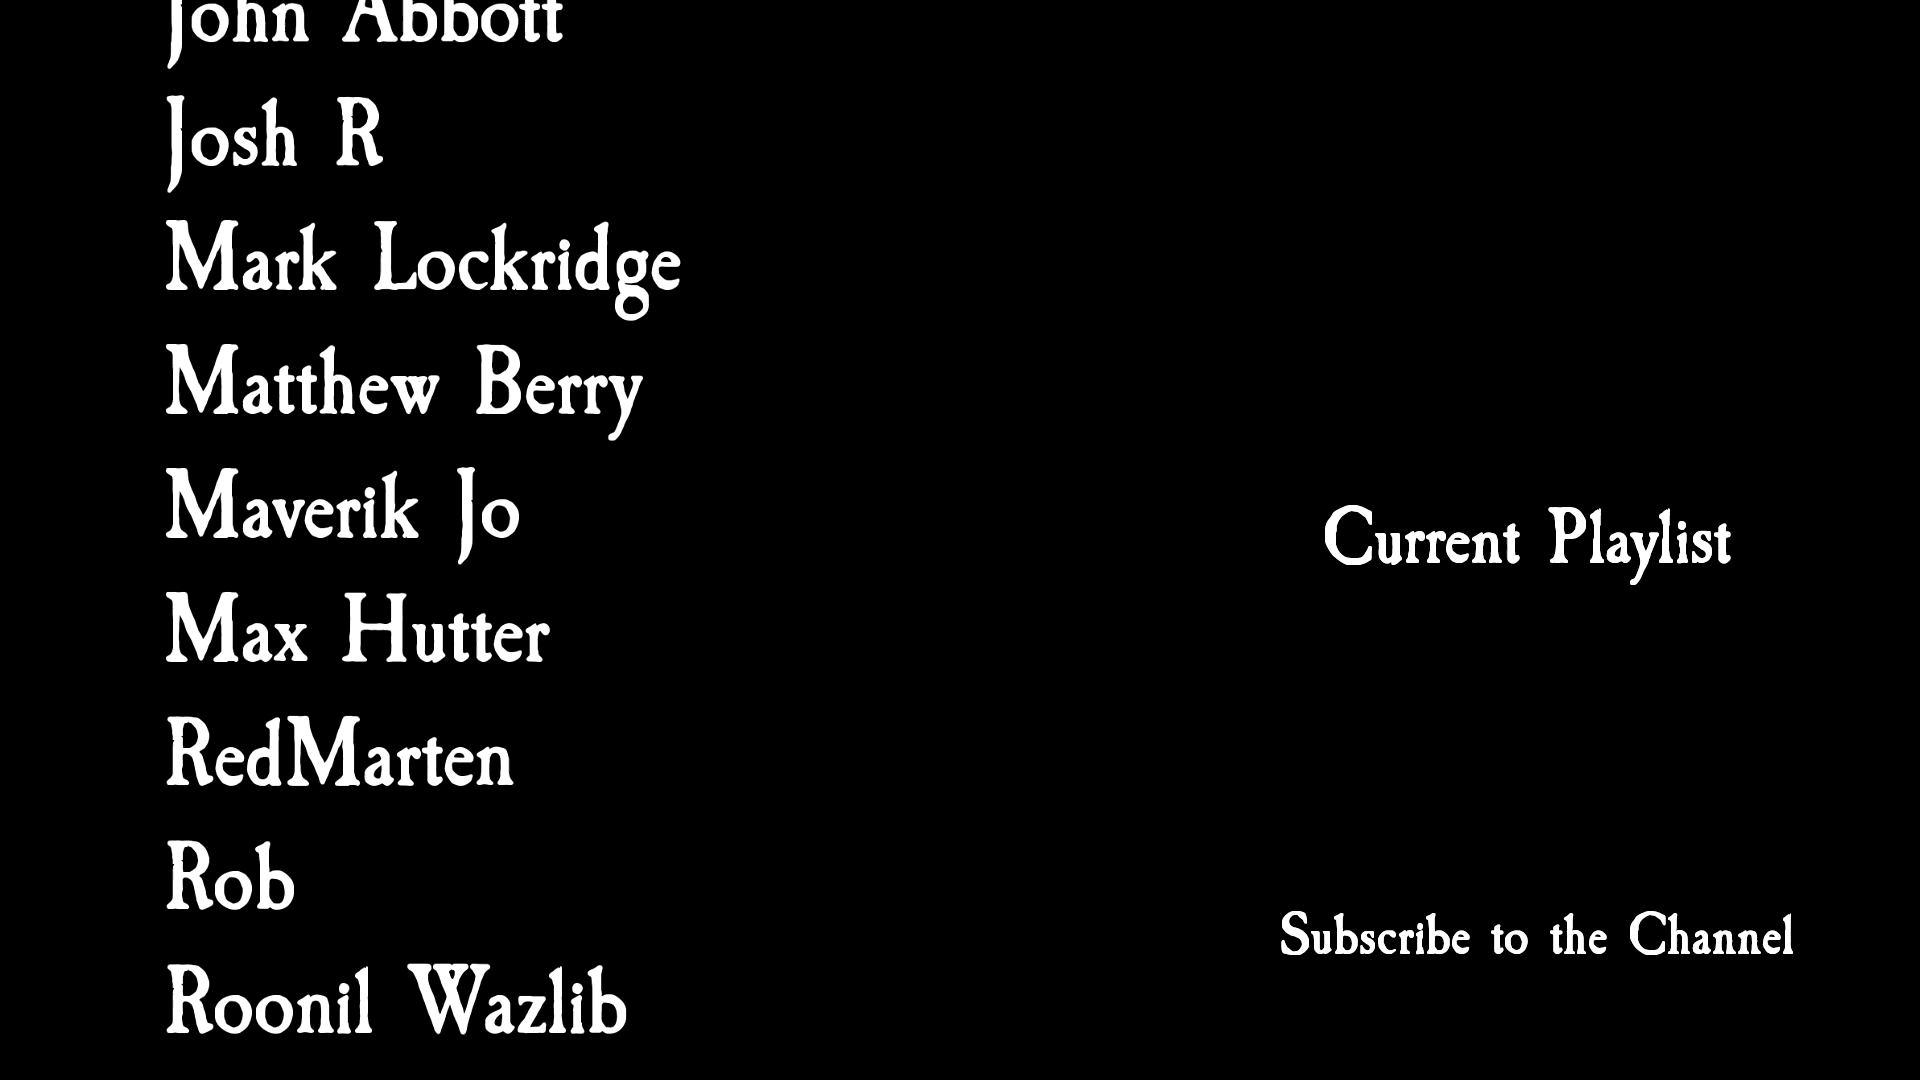 John Abbott
Josh R
Mark Lockridge
Matthew Berry
Maverik Jo
Max Hutter
RedMarten
Rob
Roonil Wazlib
Current Playlist
Subscribe to the Channel